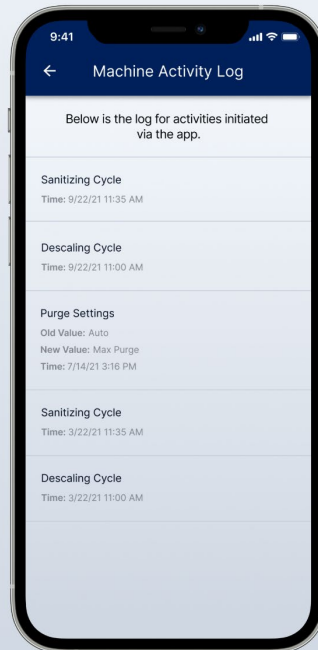 9:41
Machine Activity Log
Below is the log for activities initiated
via the app.
Sanitizing Cycle
Time: 9/22/21 11:35 AM
Descaling Cycle
Time: 9/22/21 11:00 AM
Purge Settings
Old Value: Auto
New Value: Max Purge
Time: 7/14/21 3:16 PM
Sanitizing Cycle
Time: 3/22/21 11:35 AM
Descaling Cycle
Time: 3/22/21 11:00 AM